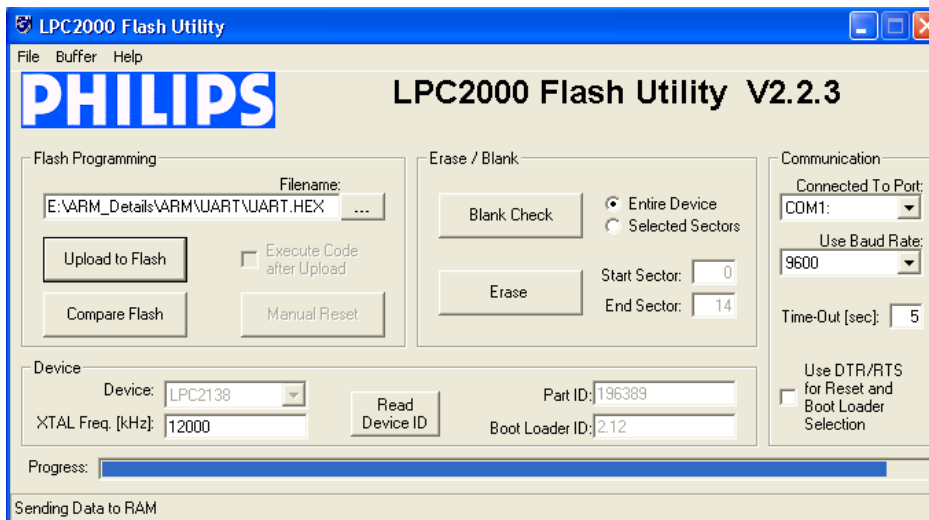 LPC2000 Flash Utility
File Buffer Help
PHILIPS
LPC2000 Flash Utility V2.2.3
Flash Programming
Filename:
E:\ARM_Details\ARM\UART\UART.HEX
...
Upload to Flash
Execute Code
after Upload
Compare Flash
Manual Reset
Erase / Blank
Blank Check
Entire Device
Selected Sectors
Erase
Start Sector: 0
End Sector: 14
Communication
Connected To Port:
COM1:
Use Baud Rate:
9600
Time-Out [sec]: 5
Use DTR/RTS
for Reset and
Boot Loader
Selection
Device
Device: LPC2138
XTAL Freq. [kHz]: 12000
Read
Device ID
Part ID: 196389
Boot Loader ID: 2.12
Progress:
Sending Data to RAM